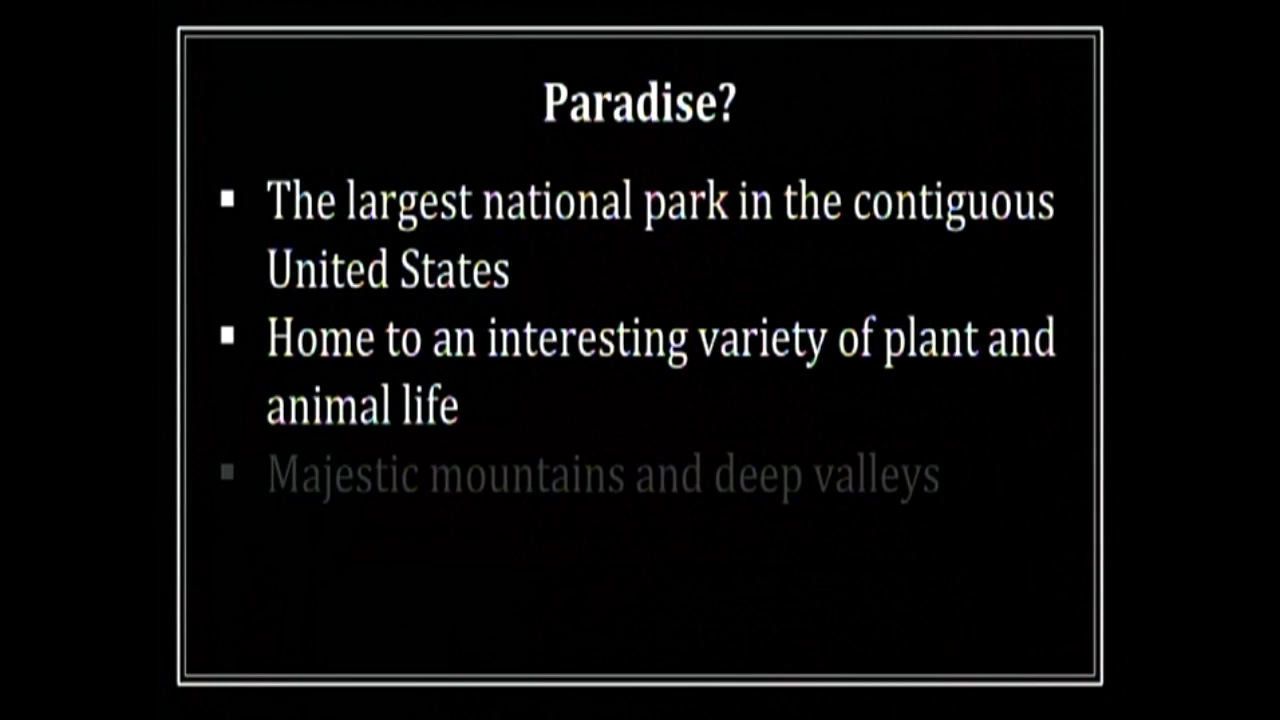 Paradise?
▪ The largest national park in the contiguous
United States
▪ Home to an interesting variety of plant and
animal life
▪ Majestic mountains and deep valleys